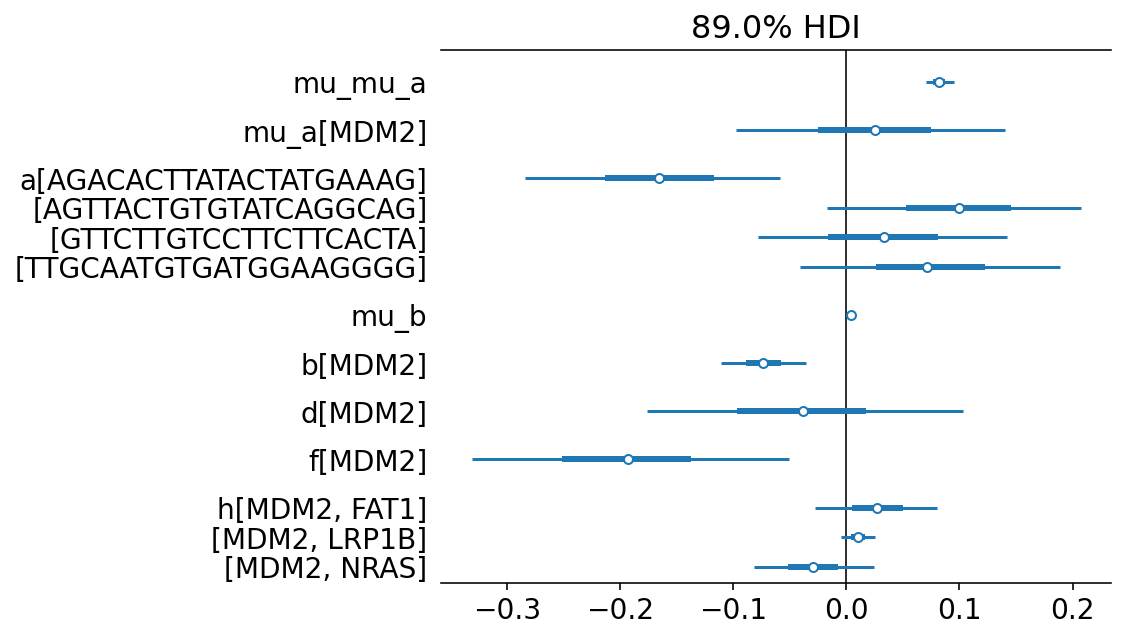 89.0% HDI
mu_mu_a
mu_a[MDM2]
a[AGACACTTATACTATGAAAG]
[AGTTACTGTGTATCAGGCAG]
[GTTCTTGTCCTTCTTCACTA]
[TTGCAATGTGATGGAAGGGG]
mu_b
b[MDM2]
d[MDM2]
f[MDM2]
h[MDM2, FAT1]
[MDM2, LRP1B]
[MDM2, NRAS]
−0.3 −0.2 −0.1 0.0 0.1 0.2